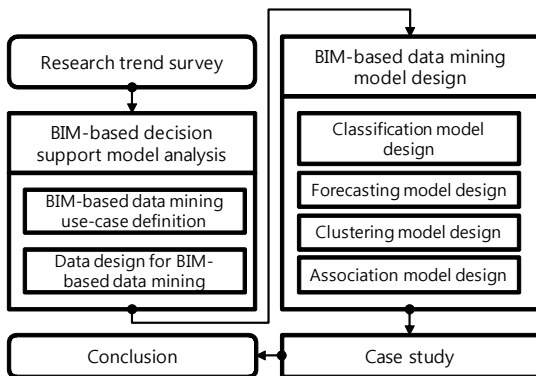 Research trend survey
BIM-based decision
support model analysis
BIM-based data mining
use-case definition
Data design for BIM-
based data mining
BIM-based data mining
model design
Classification model
design
Forecasting model design
Clustering model design
Association model design
Case study
Conclusion